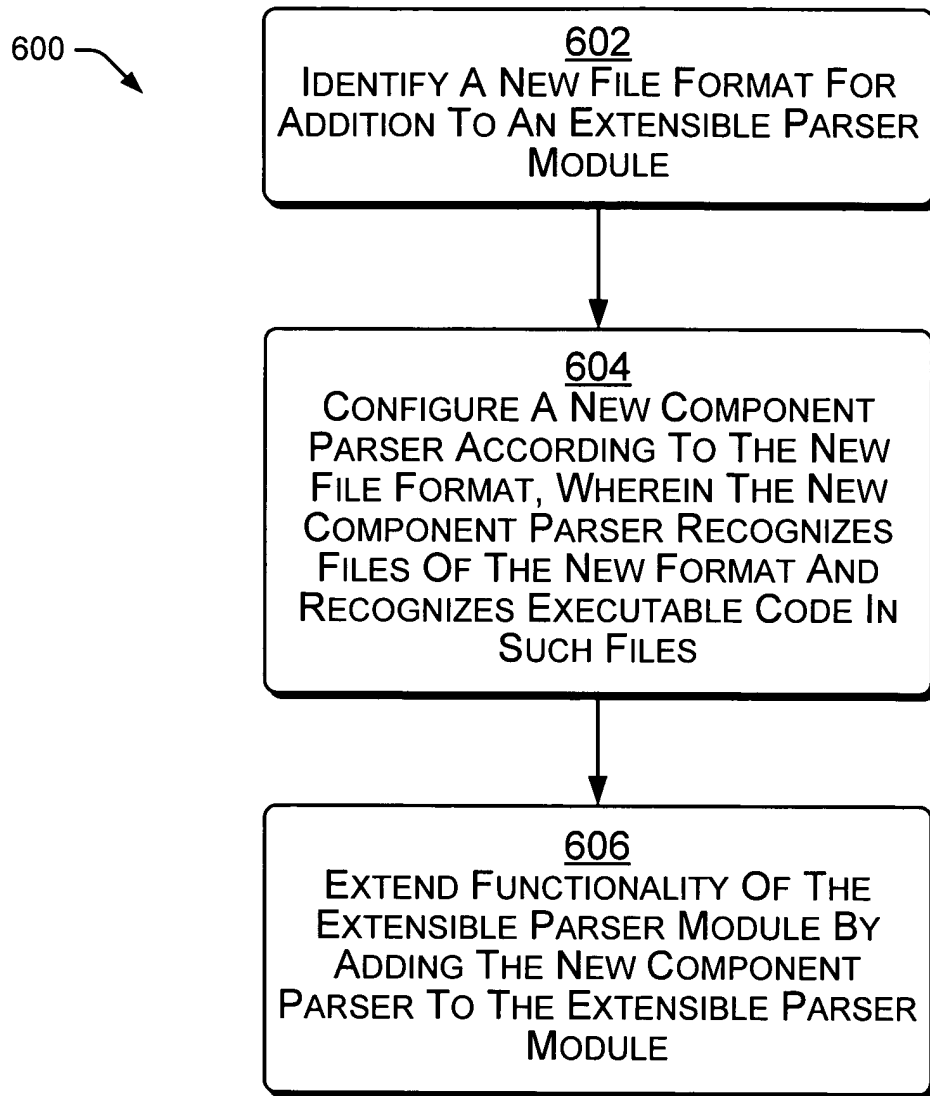 600
602
IDENTIFY A NEW FILE FORMAT FOR
ADDITION TO AN EXTENSIBLE PARSER
MODULE
604
CONFIGURE A NEW COMPONENT
PARSER ACCORDING TO THE NEW
FILE FORMAT, WHEREIN THE NEW
COMPONENT PARSER RECOGNIZES
FILES OF THE NEW FORMAT AND
RECOGNIZES EXECUTABLE CODE IN
SUCH FILES
606
EXTEND FUNCTIONALITY OF THE
EXTENSIBLE PARSER MODULE BY
ADDING THE NEW COMPONENT
PARSER TO THE EXTENSIBLE PARSER
MODULE